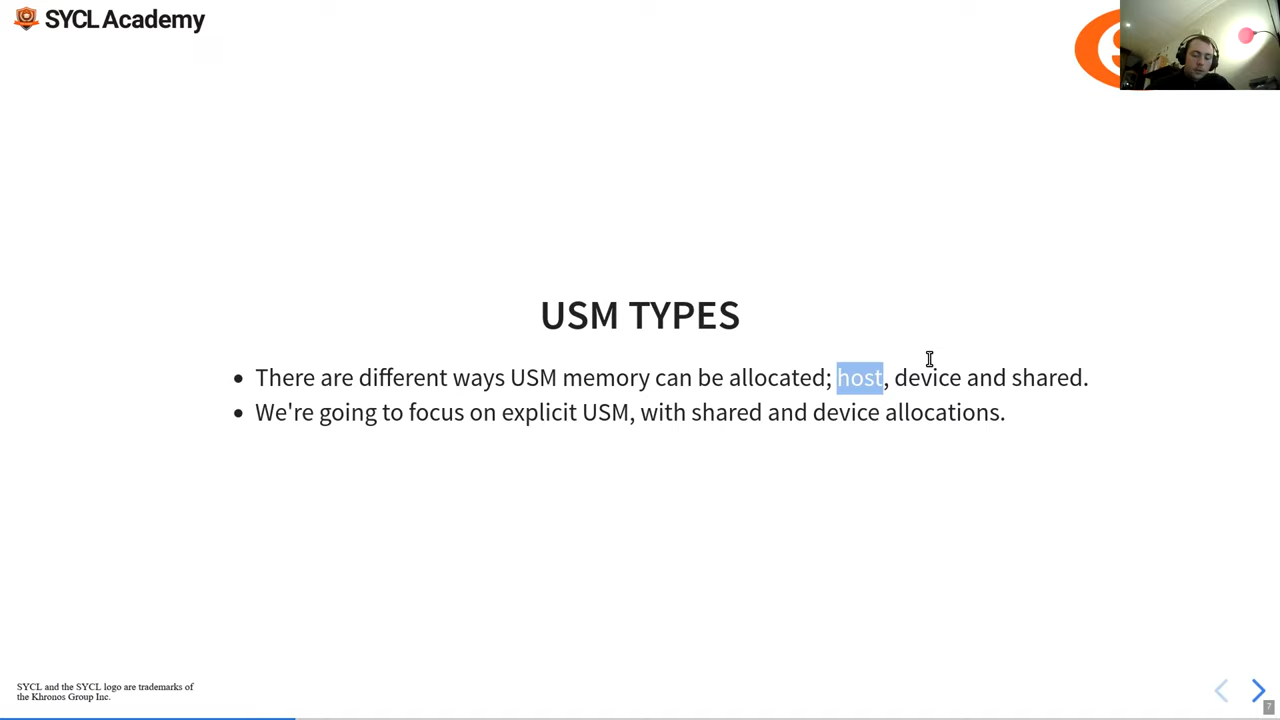 SYCL Academy
USM TYPES
There are different ways USM memory can be allocated; host, device and shared.
We're going to focus on explicit USM, with shared and device allocations.
SYCL and the SYCL logo are trademarks of
the Khronos Group Inc.
7